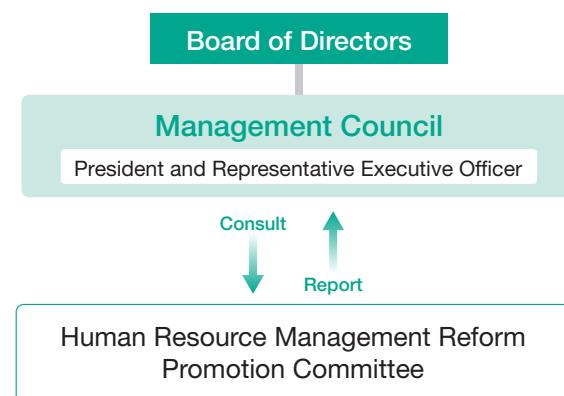 Board of Directors
Management Council
President and Representative Executive Officer
Consult
Report
Human Resource Management Reform
Promotion Committee